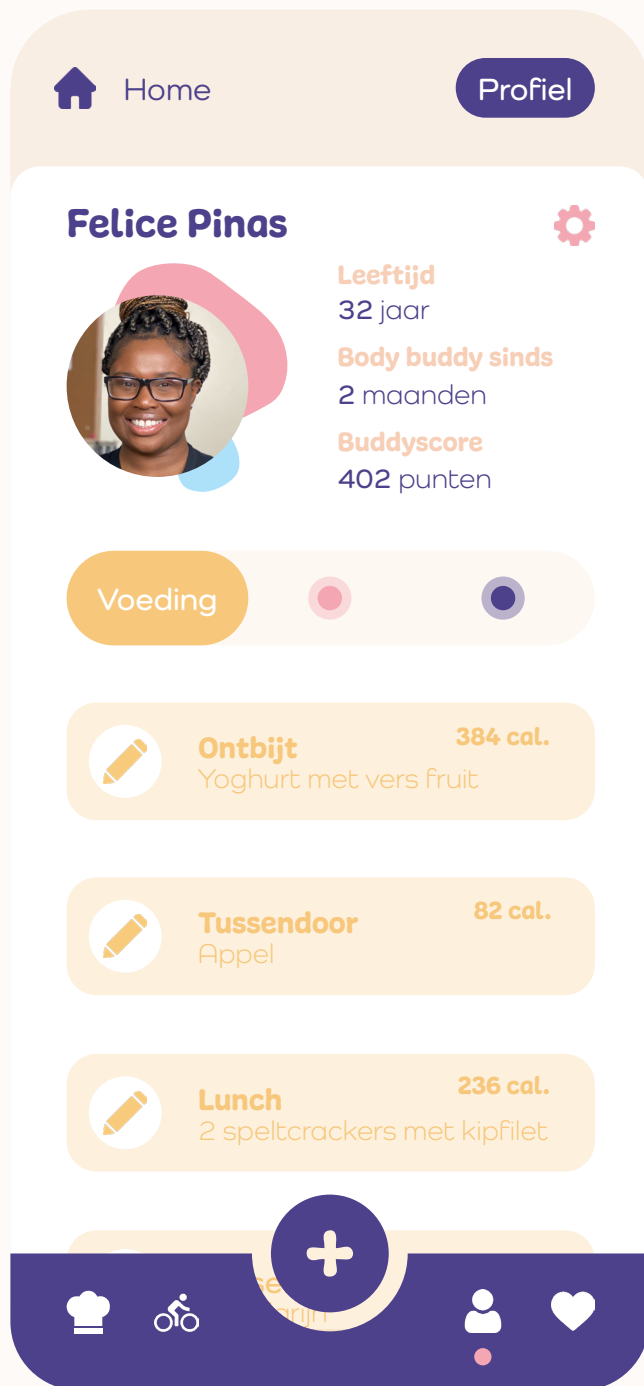 Home
Profiel
Felice Pinas
Leeftijd
32 jaar
Body buddy sinds
2 maanden
Buddyscore
402 punten
Voeding
Ontbijt
384 cal.
Yoghurt met vers fruit
Tussendoor
82 cal.
Appel
Lunch
236 cal.
2 speltcrackers met kipfilet